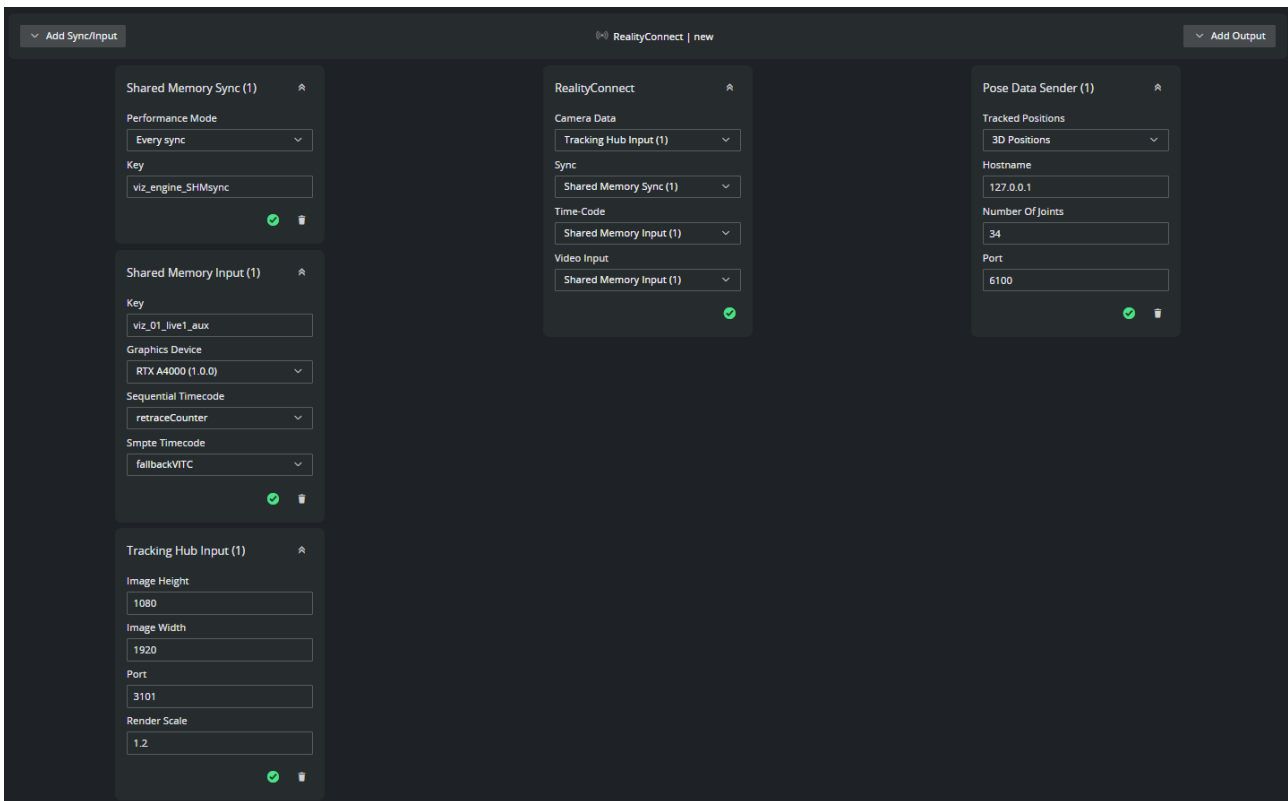 Add Sync/Input
RealityConnect | new
Add Output
Shared Memory Sync (1)
Performance Mode
Every sync
Key
viz_engine_SHMsync
Shared Memory Input (1)
Key
viz_01_live1_aux
Graphics Device
RTX A4000 (1.0.0)
Sequential Timecode
retraceCounter
Smpte Timecode
fallbackVITC
Tracking Hub Input (1)
Image Height
1080
Image Width
1920
Port
3101
Render Scale
1.2
RealityConnect
Camera Data
Tracking Hub Input (1)
Sync
Shared Memory Sync (1)
Time-Code
Shared Memory Input (1)
Video Input
Shared Memory Input (1)
Pose Data Sender (1)
Tracked Positions
3D Positions
Hostname
127.0.0.1
Number Of Joints
34
Port
6100